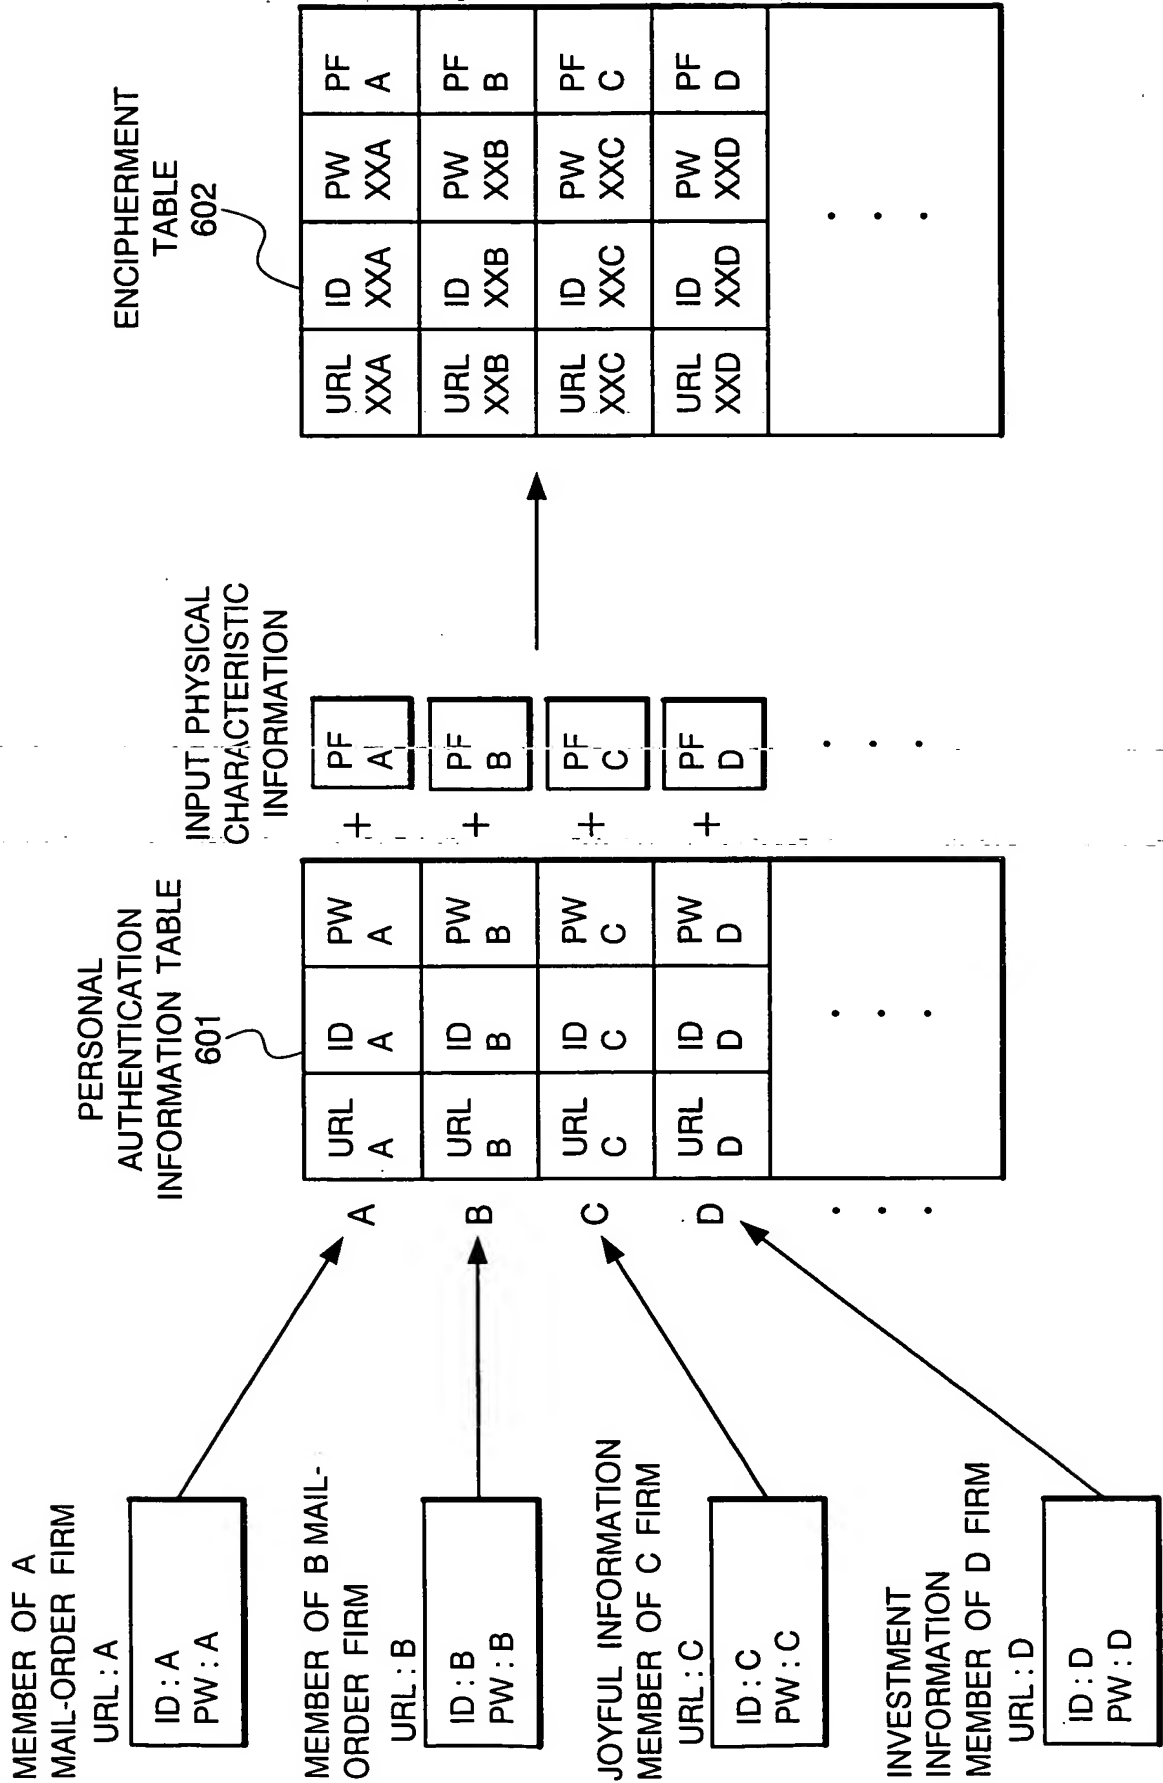 MEMBER OF A
MAIL-ORDER FIRM
URL : A
ID : A
PW : A
MEMBER OF B MAIL-
ORDER FIRM
URL : B
ID : B
PW : B
JOYFUL INFORMATION
MEMBER OF C FIRM
URL : C
ID : C
PW : C
INVESTMENT
INFORMATION
MEMBER OF D FIRM
URL : D
ID : D
PW : D
PERSONAL
AUTHENTICATION
INFORMATION TABLE
601
A
URL A
ID A
PW A
B
URL B
ID B
PW B
C
URL C
ID C
PW C
D
URL D
ID D
PW D
INPUT PHYSICAL
CHARACTERISTIC
INFORMATION
+
PF A
+
PF B
+
PF C
+
PF D
ENCIPHERMENT
TABLE
602
URL XXA
ID XXA
PW XXA
PF A
URL XXB
ID XXB
PW XXB
PF B
URL XXC
ID XXC
PW XXC
PF C
URL XXD
ID XXD
PW XXD
PF D